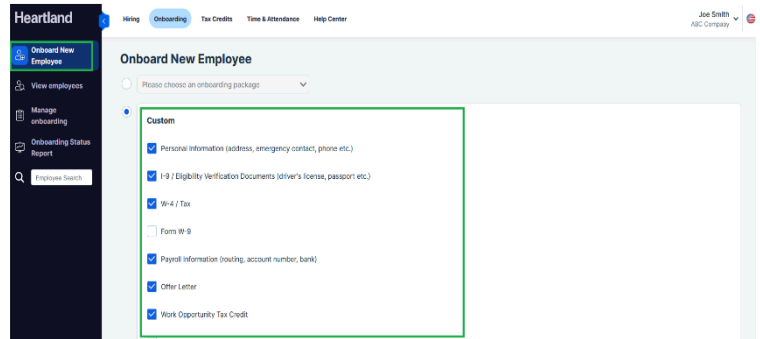 Heartland
Hiring Onboarding Tax Credits Time & Attendance Help Center
Joe Smith
ABC Company
Onboard New
Employee
View employees
Manage
onboarding
Onboarding Status
Report
Employee Search
Onboard New Employee
Please choose an onboarding package
Custom
Personal Information (address, emergency contact, phone etc.)
I-9 / Eligibility Verification Documents (driver's license, passport etc.)
W-4 / Tax
Form W-9
Payroll Information (routing, account number, bank)
Offer Letter
Work Opportunity Tax Credit